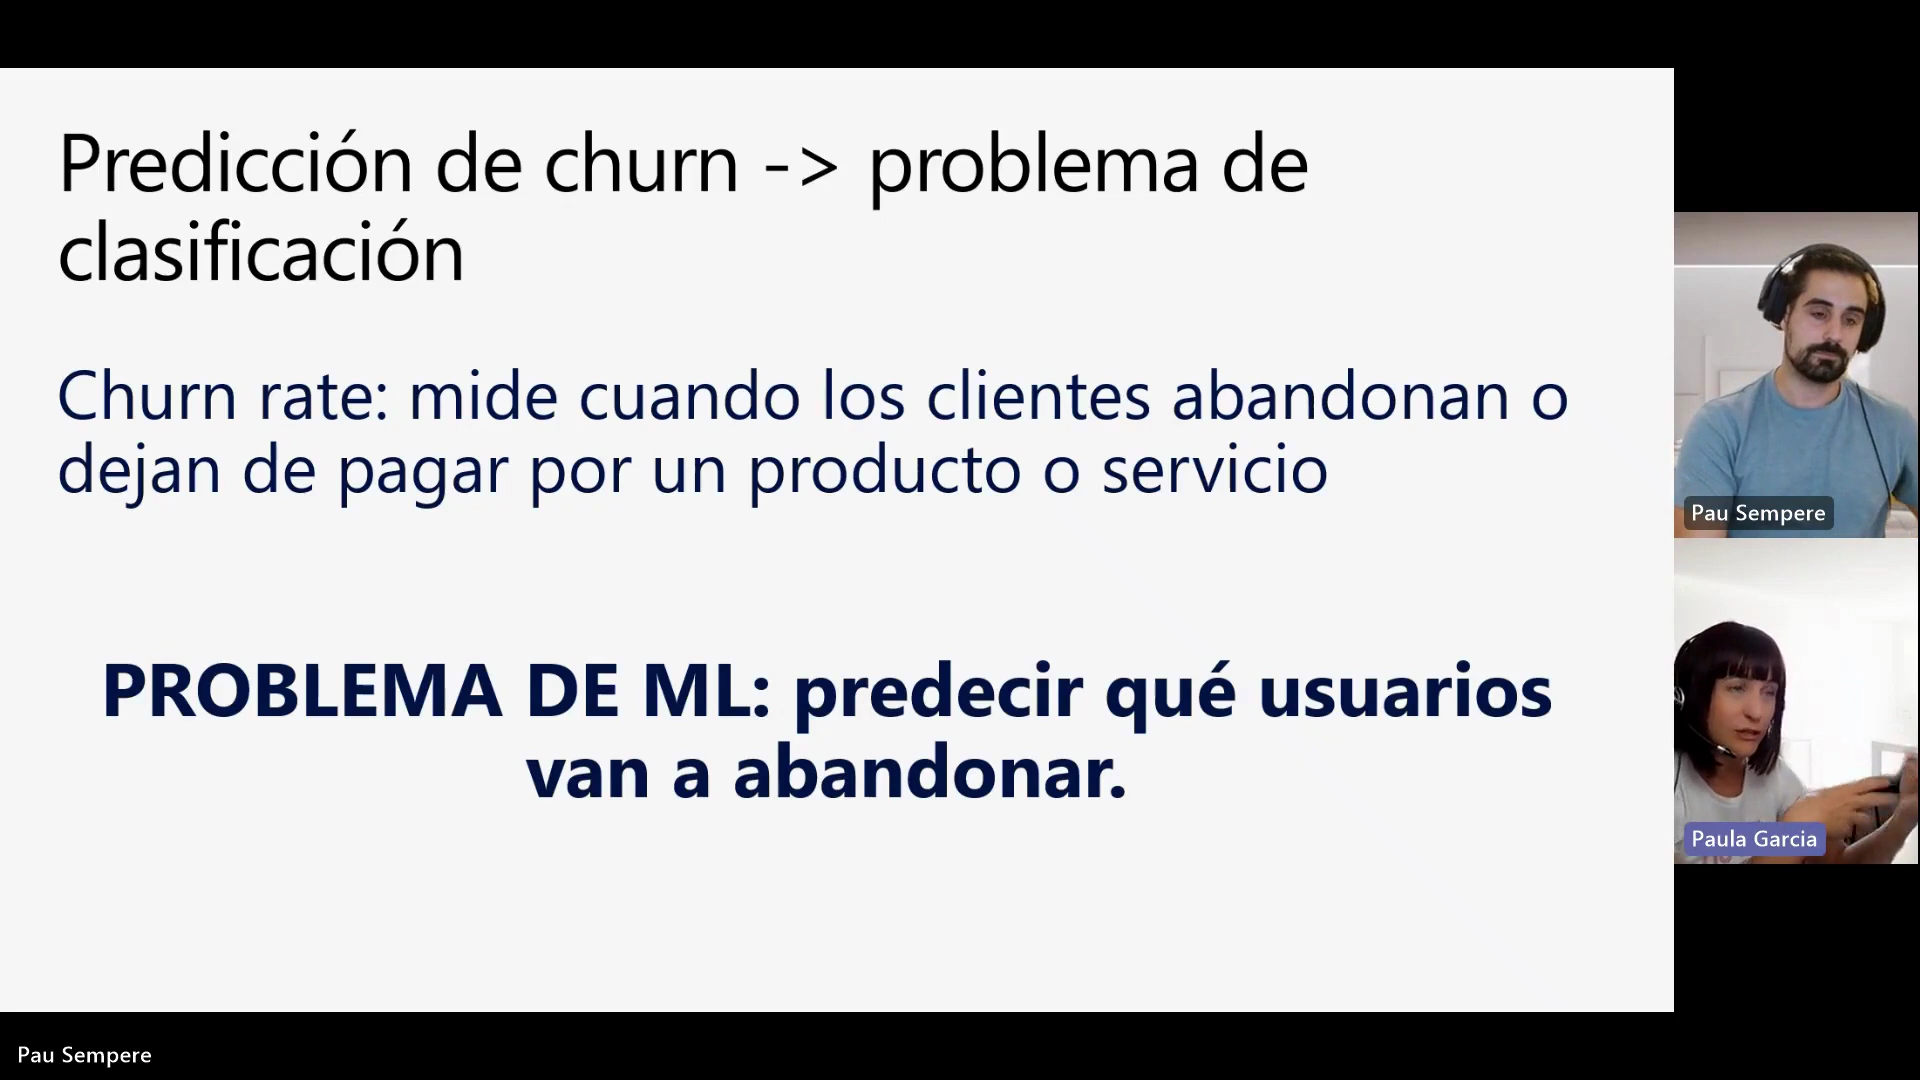 Predicción de churn -> problema de
clasificación
Churn rate: mide cuando los clientes abandonan o
dejan de pagar por un producto o servicio
PROBLEMA DE ML: predecir qué usuarios
van a abandonar.
Pau Sempere
Paula Garcia
Pau Sempere